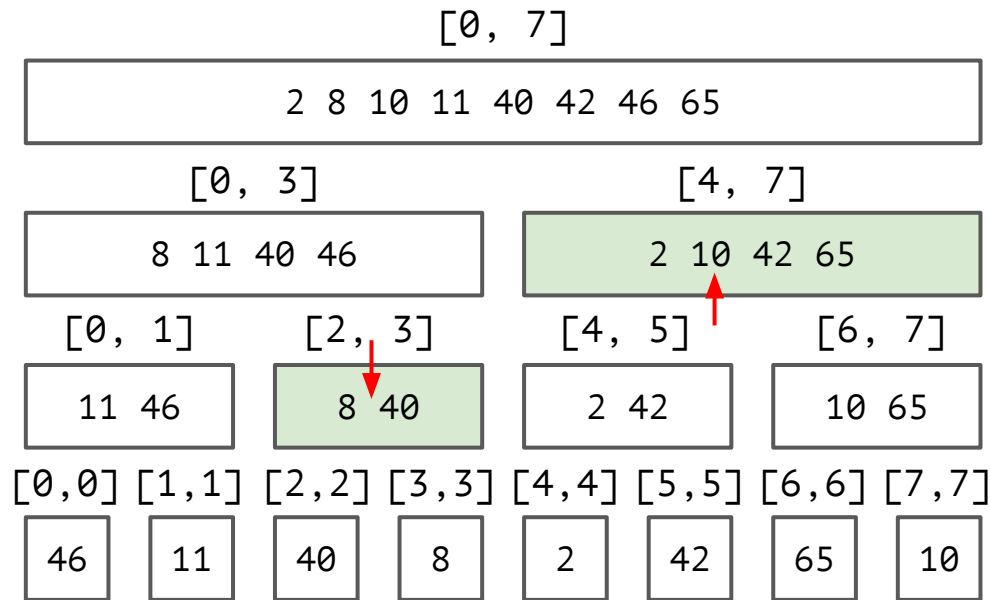 [0, 7]
2 8 10 11 40 42 46 65
[0, 3] [4, 7]
8 11 40 46 2 10 42 65
[0, 1] [2, 3] [4, 5] [6, 7]
11 46 8 40 2 42 10 65
[0,0] [1,1] [2,2] [3,3] [4,4] [5,5] [6,6] [7,7]
46 11 40 8 2 42 65 10